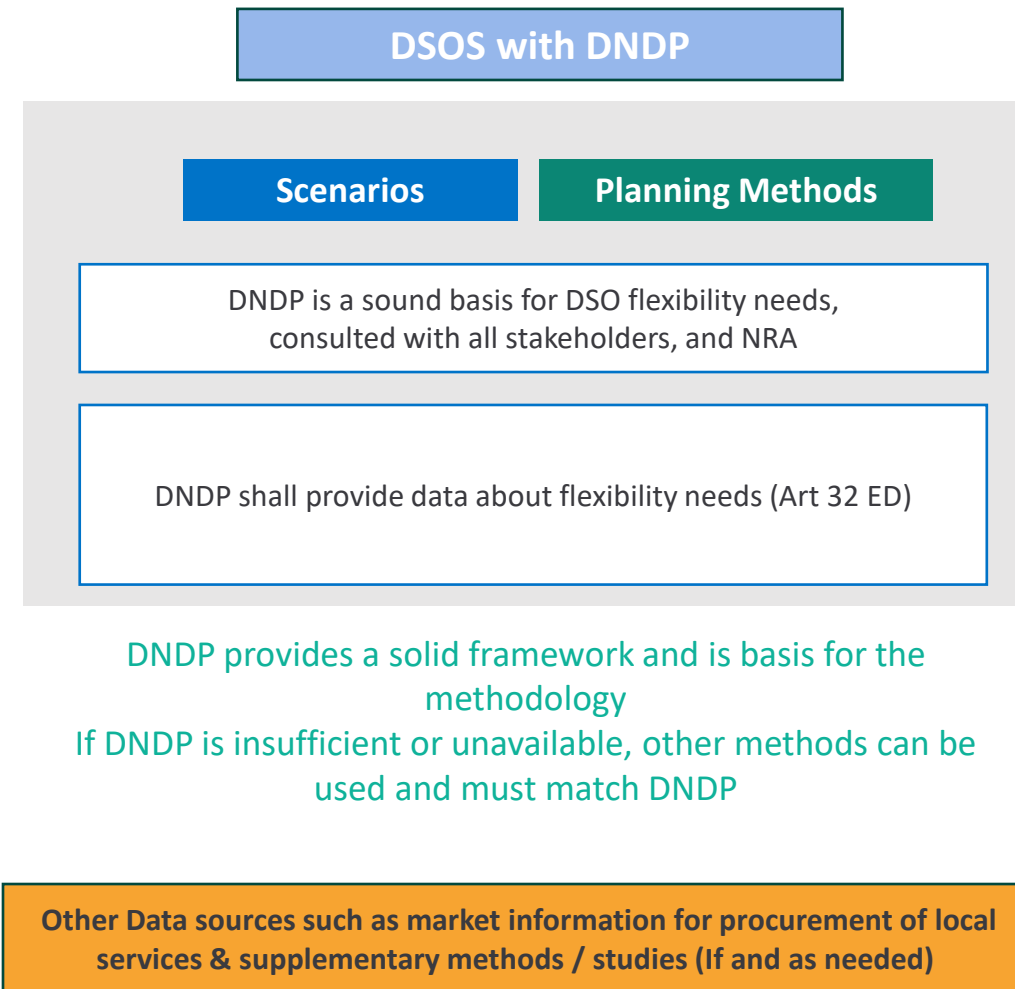 DSOS with DNDP
Scenarios
Planning Methods
DNDP is a sound basis for DSO flexibility needs,
consulted with all stakeholders, and NRA
DNDP shall provide data about flexibility needs (Art 32 ED)
DNDP provides a solid framework and is basis for the
methodology
If DNDP is insufficient or unavailable, other methods can be
used and must match DNDP
Other Data sources such as market information for procurement of local
services & supplementary methods / studies (If and as needed)